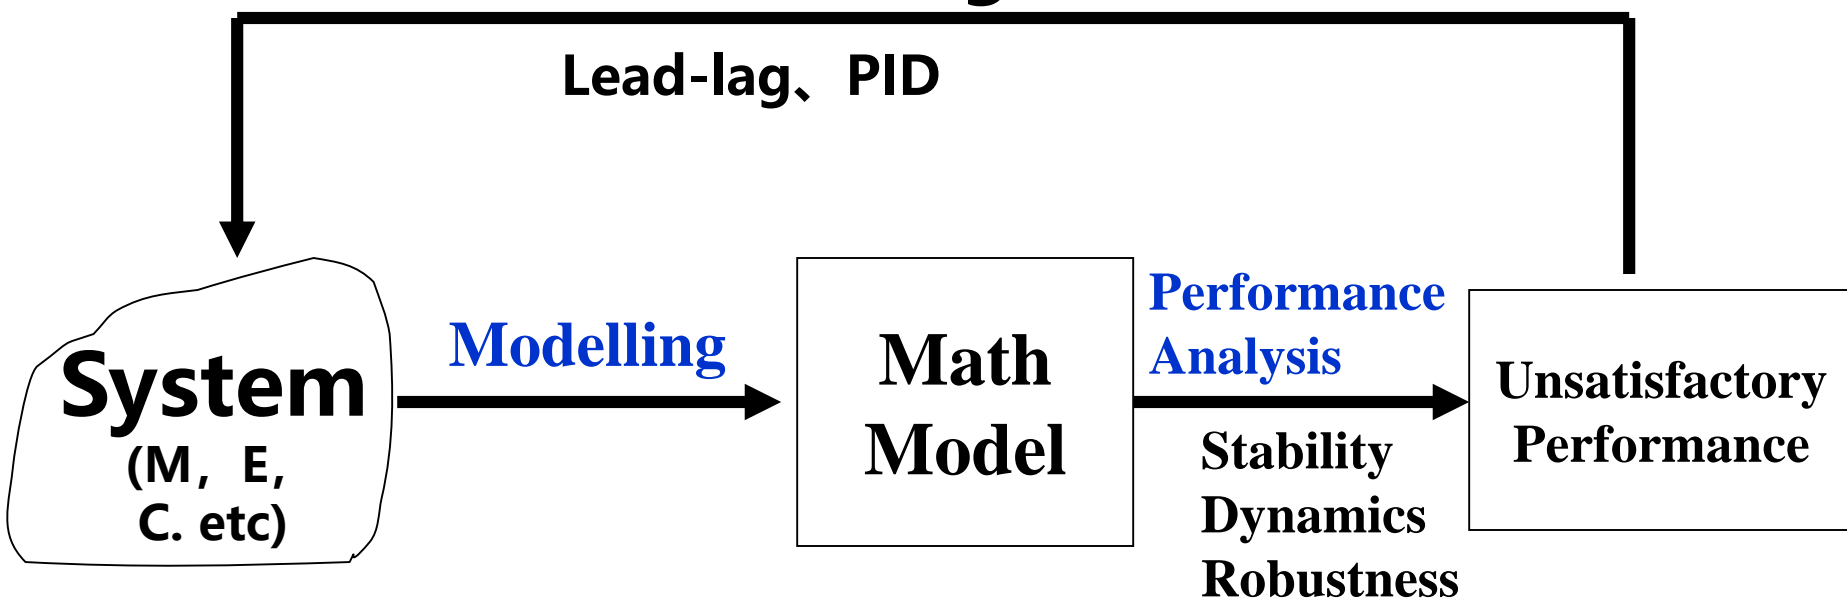 Lead-lag、PID
System
(M，E,
C. etc)
Modelling
Math
Model
Performance
Analysis
Stability
Dynamics
Robustness
Unsatisfactory
Performance